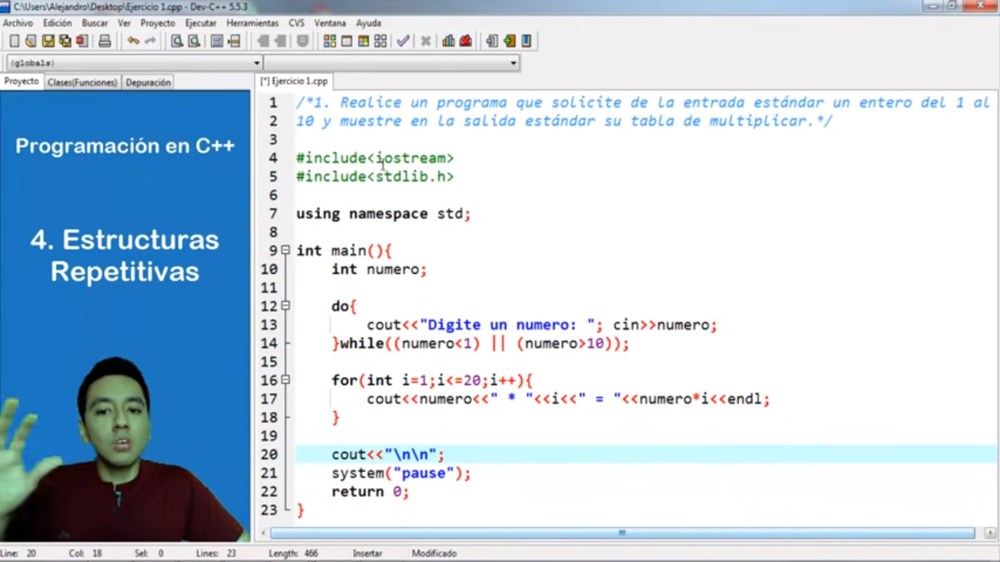 C:\Users\Alejandro\Desktop\Ejercicio 1.cpp - Dev-C++ 5.5.3
Archivo Edición Buscar Ver Proyecto Ejecutar Herramientas CVS Ventana Ayuda
(globals)
Proyecto Clases(Funciones) Depuración
[*] Ejercicio 1.cpp
Programación en C++
4. Estructuras
Repetitivas
1 /*1. Realice un programa que solicite de la entrada estándar un entero del 1 al
2 10 y muestre en la salida estándar su tabla de multiplicar.*/
3
4 #include<iostream>
5 #include<stdlib.h>
6
7 using namespace std;
8
9 int main(){
10 int numero;
11
12 do{
13 cout<<"Digite un numero: "; cin>>numero;
14 }while((numero<1) || (numero>10));
15
16 for(int i=1;i<=20;i++){
17 cout<<numero<<" * "<<i<<" = "<<numero*i<<endl;
18 }
19
20 cout<<"\n\n";
21 system("pause");
22 return 0;
23 }
Line: 20 Col: 18 Sel: 0 Lines: 23 Length: 466 Insertar Modificado